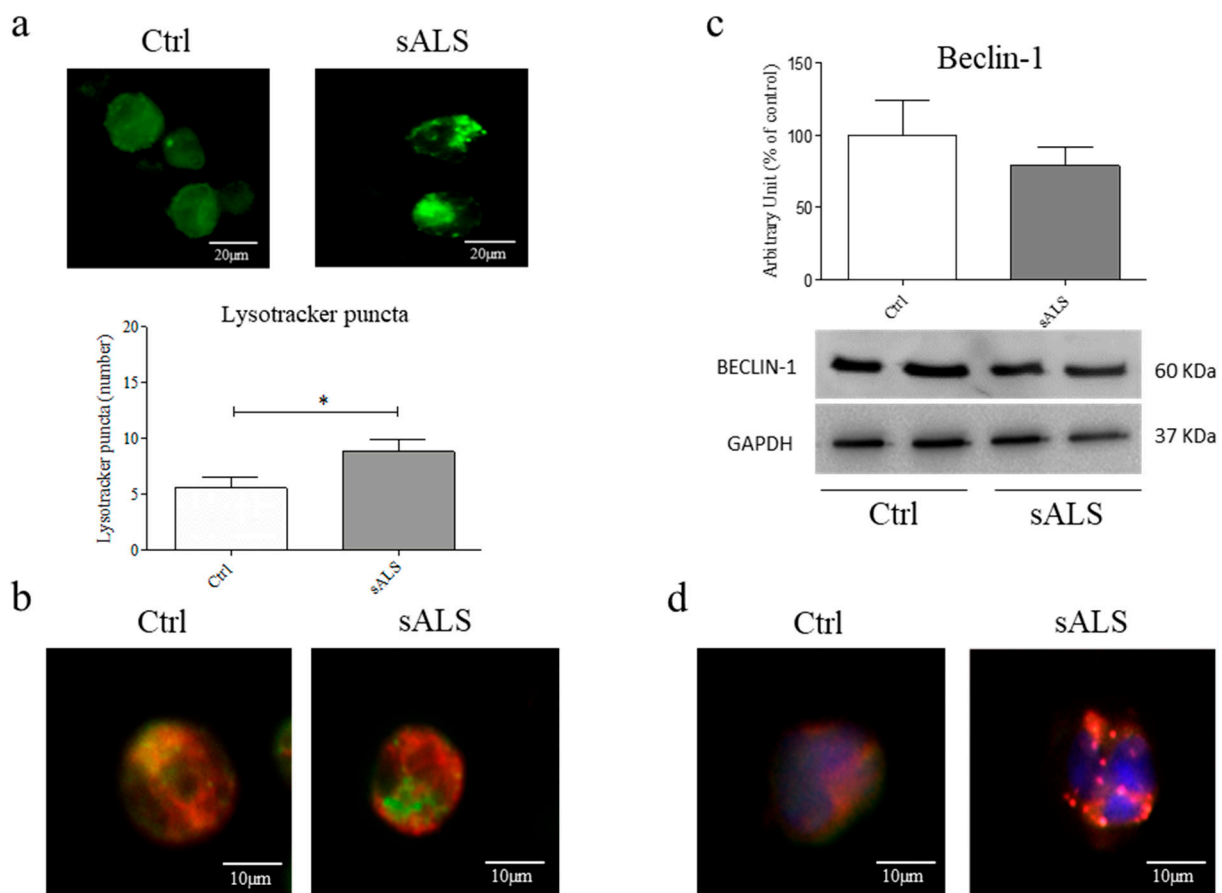 a
Ctrl
sALS
20μm
20μm
Lysotracker puncta
Lysotracker puncta (number)
20
15
10
5
0
*
Ctrl
sALS
b
Ctrl
sALS
10μm
10μm
c
Beclin-1
Arbitrary Unit (% of control)
150
100
50
0
Ctrl
sALS
BECLIN-1
60 KDa
GAPDH
37 KDa
Ctrl
sALS
d
Ctrl
sALS
10μm
10μm